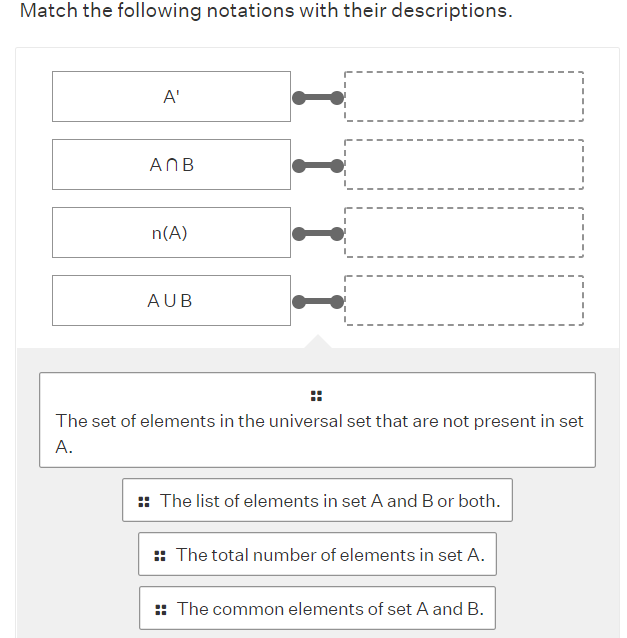 Match the following notations with their descriptions.
A'
A∩B
n(A)
A∪B
The set of elements in the universal set that are not present in set
A.
The list of elements in set A and B or both.
The total number of elements in set A.
The common elements of set A and B.